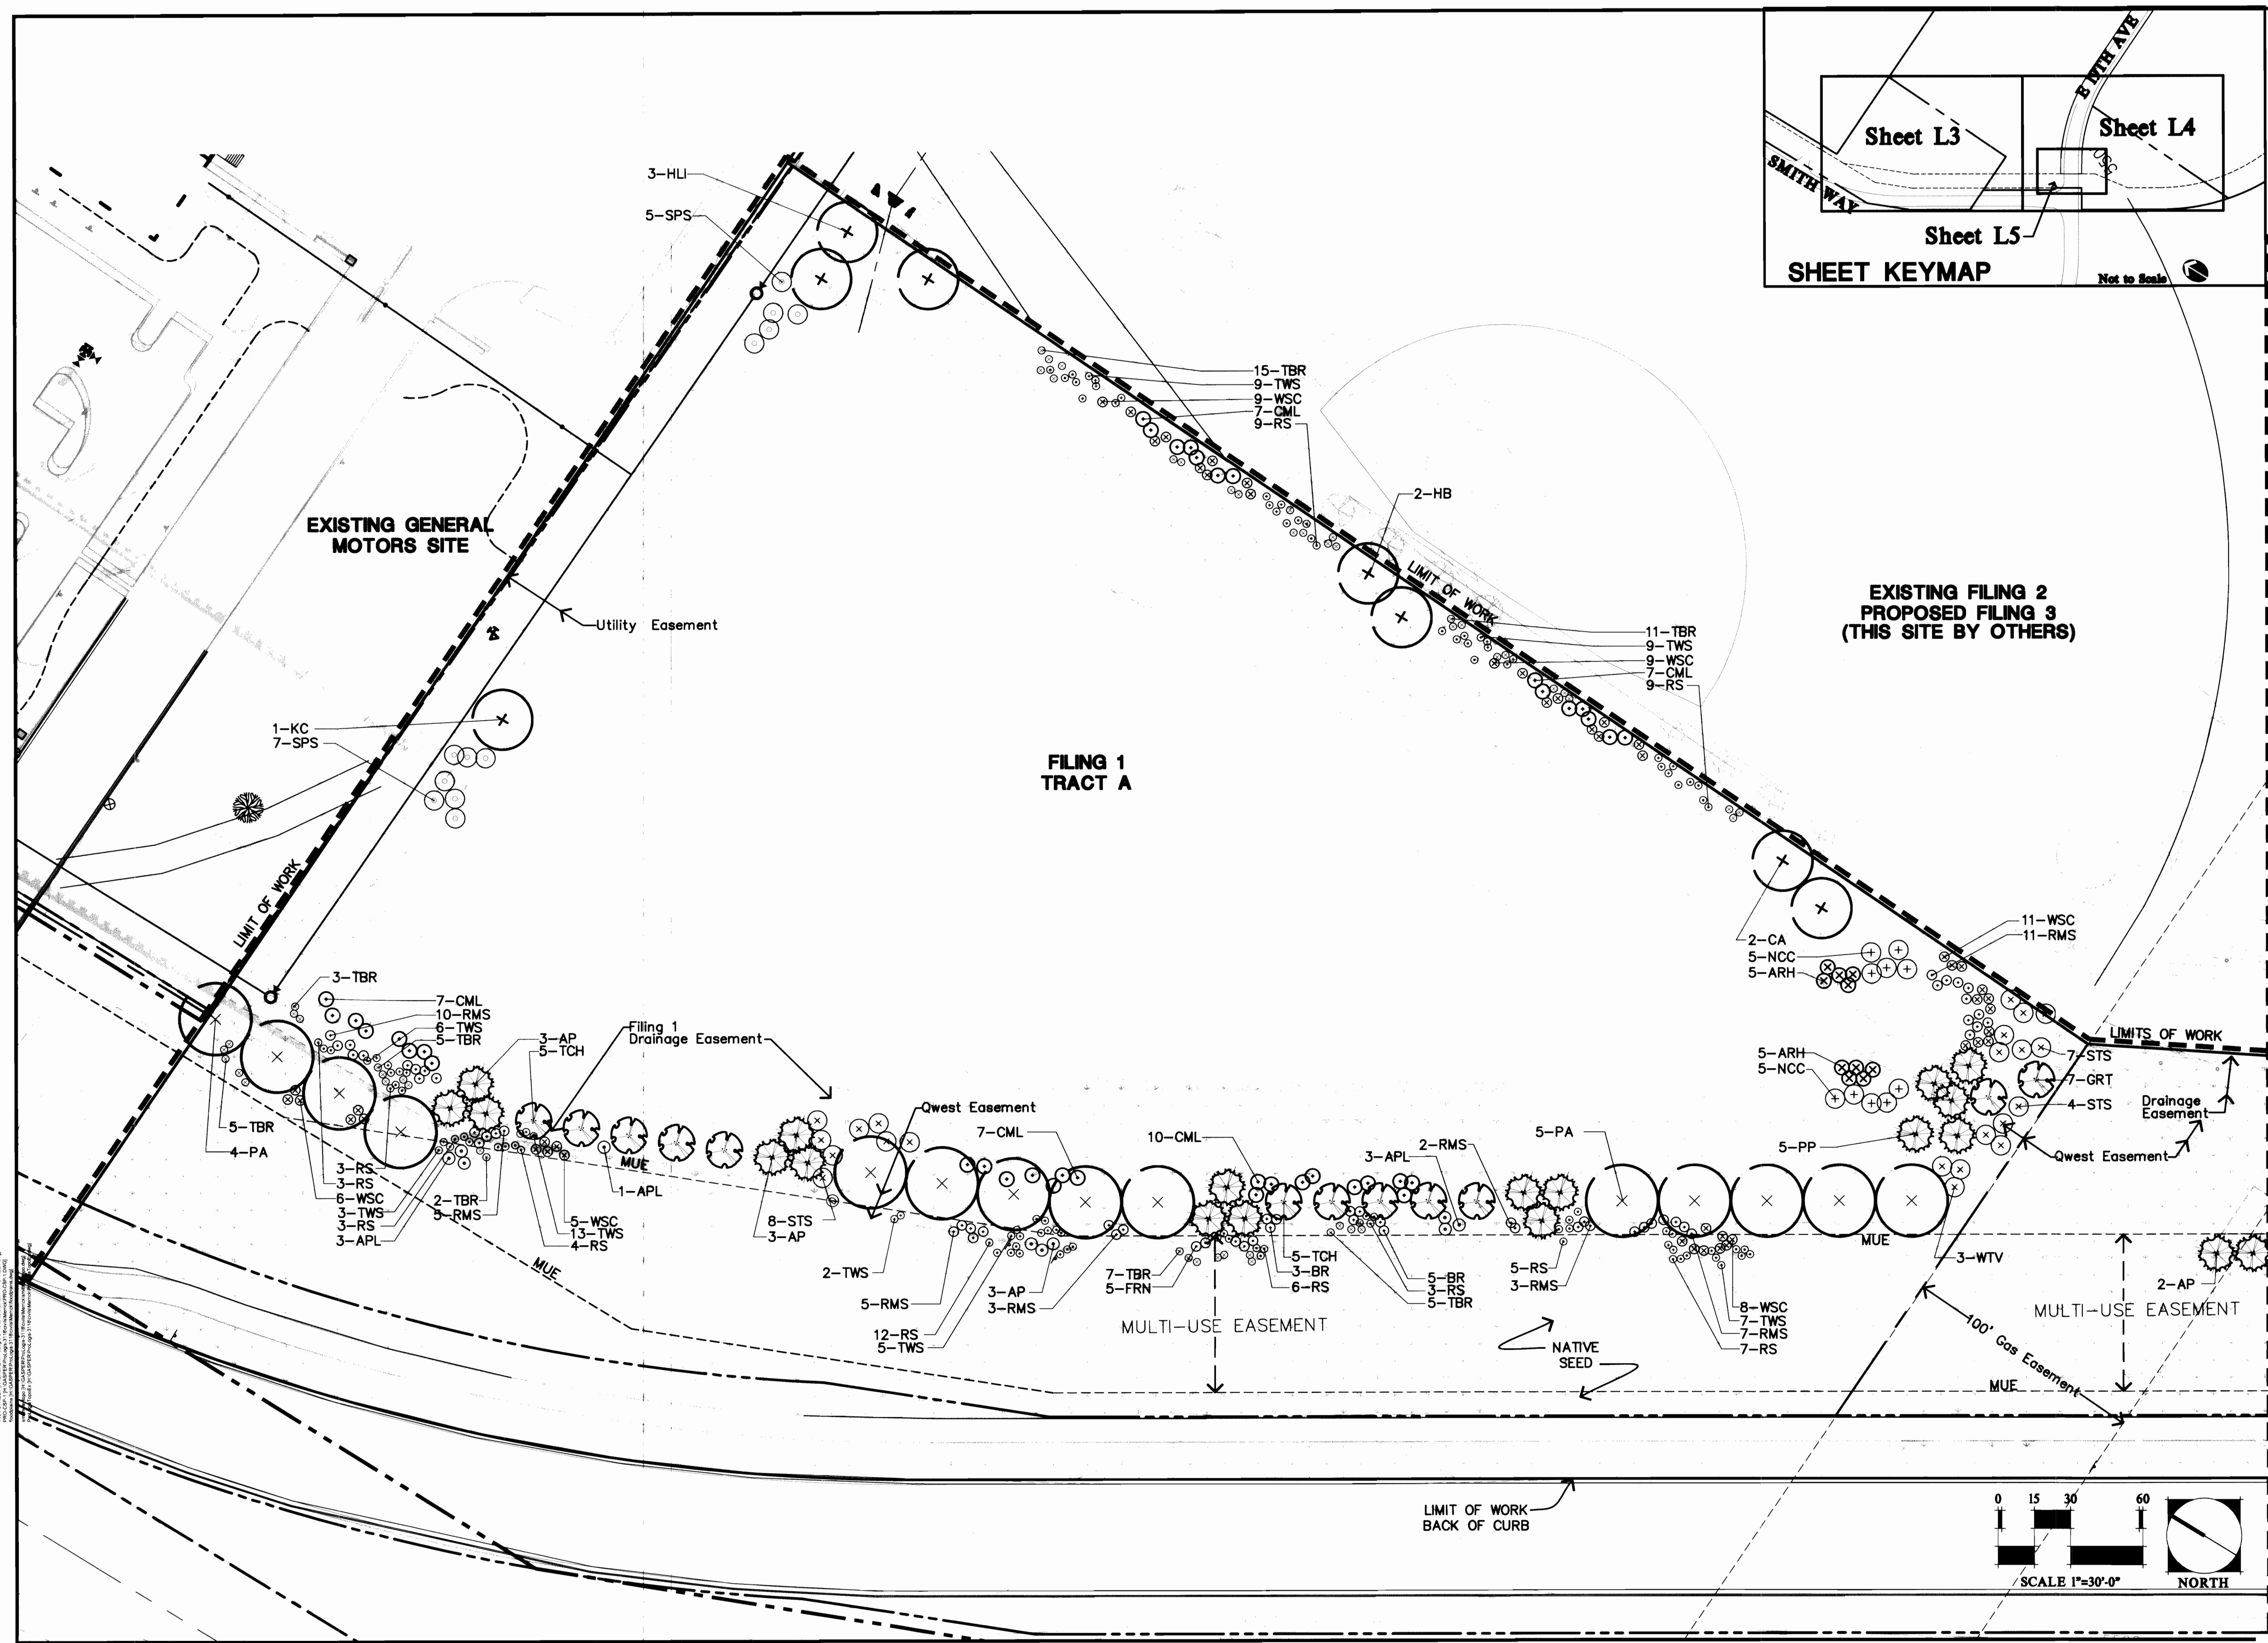 E 19TH AVE
Sheet L3
Sheet L4
SMITH WAY
Sheet L5
SHEET KEYMAP
Not to Scale
3-HLI
5-SPS
15-TBR
9-TWS
9-WSC
7-CML
9-RS
2-HB
EXISTING GENERAL
MOTORS SITE
LIMIT OF WORK
EXISTING FILING 2
PROPOSED FILING 3
(THIS SITE BY OTHERS)
Utility Easement
11-TBR
9-TWS
9-WSC
7-CML
9-RS
1-KC
7-SPS
FILING 1
TRACT A
LIMIT OF WORK
2-CA
5-NCC
5-ARH
11-WSC
11-RMS
3-TBR
7-CML
10-RMS
6-TWS
5-TBR
3-AP
5-TCH
Filing 1
Drainage Easement
LIMITS OF WORK
5-ARH
5-NCC
7-STS
7-GRT
4-STS
Drainage
Easement
Qwest Easement
7-CML
10-CML
3-APL
2-RMS
5-PA
5-PP
Qwest Easement
5-TBR
4-PA
3-RS
3-RS
6-WSC
3-TWS
3-RS
3-APL
2-TBR
5-RMS
MUE
1-APL
5-WSC
13-TWS
4-RS
8-STS
3-AP
MUE
2-TWS
5-RMS
12-RS
5-TWS
3-AP
3-RMS
7-TBR
5-FRN
5-TCH
3-BR
6-RS
5-BR
3-RS
5-TBR
5-RS
3-RMS
8-WSC
7-TWS
7-RMS
7-RS
MUE
3-WTV
2-AP
MULTI-USE EASEMENT
MULTI-USE EASEMENT
NATIVE
SEED
100' Gas Easement
MUE
LIMIT OF WORK
BACK OF CURB
0 15 30 60
SCALE 1"=30'-0"
NORTH